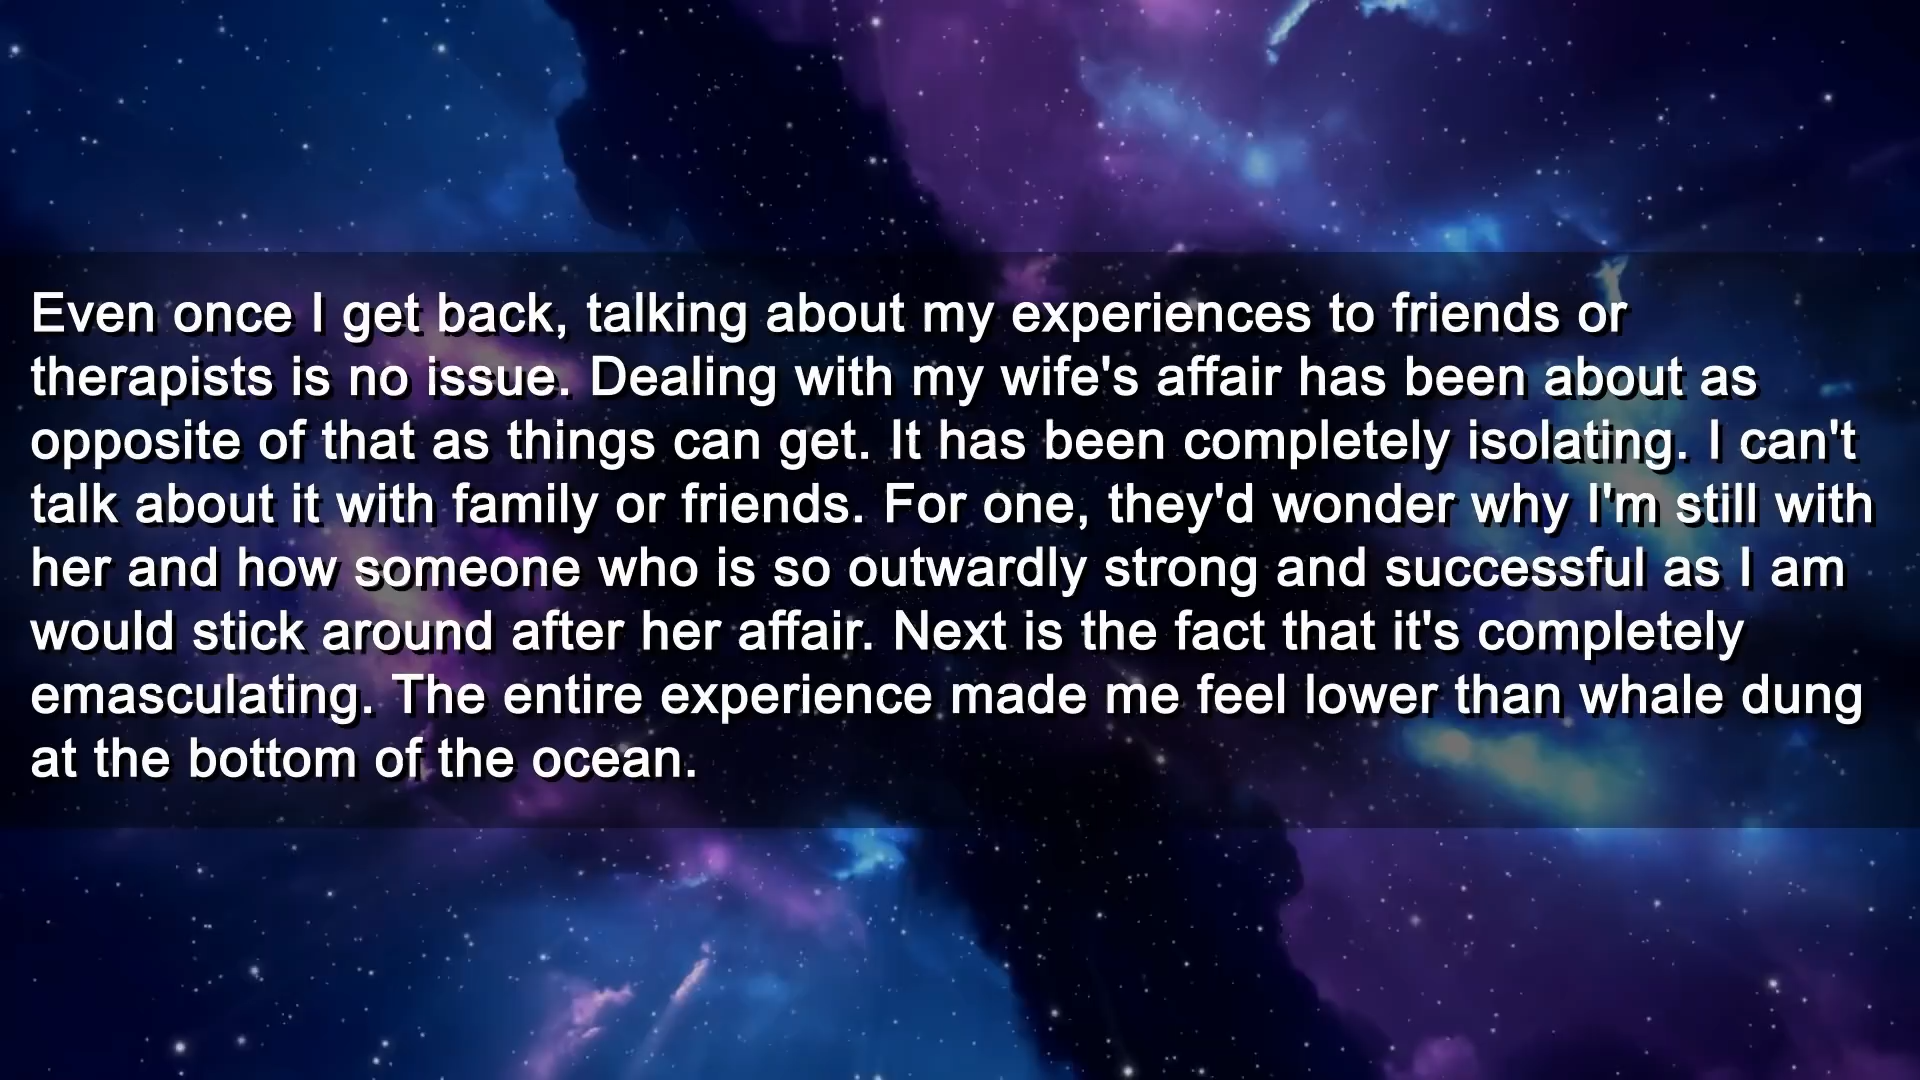 Even once I get back, talking about my experiences to friends or
therapists is no issue. Dealing with my wife's affair has been about as
opposite of that as things can get. It has been completely isolating. I can't
talk about it with family or friends. For one, they'd wonder why I'm still with
her and how someone who is so outwardly strong and successful as I am
would stick around after her affair. Next is the fact that it's completely
emasculating. The entire experience made me feel lower than whale dung
at the bottom of the ocean.